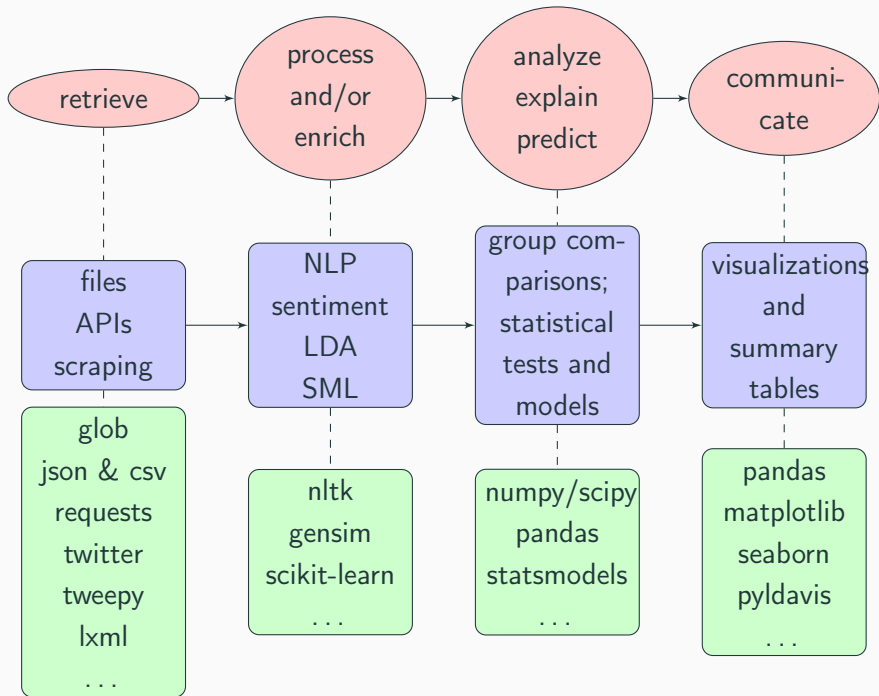 retrieve
process
and/or
enrich
analyze
explain
predict
communi-
cate
files
APIs
scraping
NLP
sentiment
LDA
SML
group com-
parisons;
statistical
tests and
models
visualizations
and
summary
tables
glob
json & csv
requests
twitter
tweepy
lxml
. . .
nltk
gensim
scikit-learn
. . .
numpy/scipy
pandas
statsmodels
. . .
pandas
matplotlib
seaborn
pyldavis
. . .